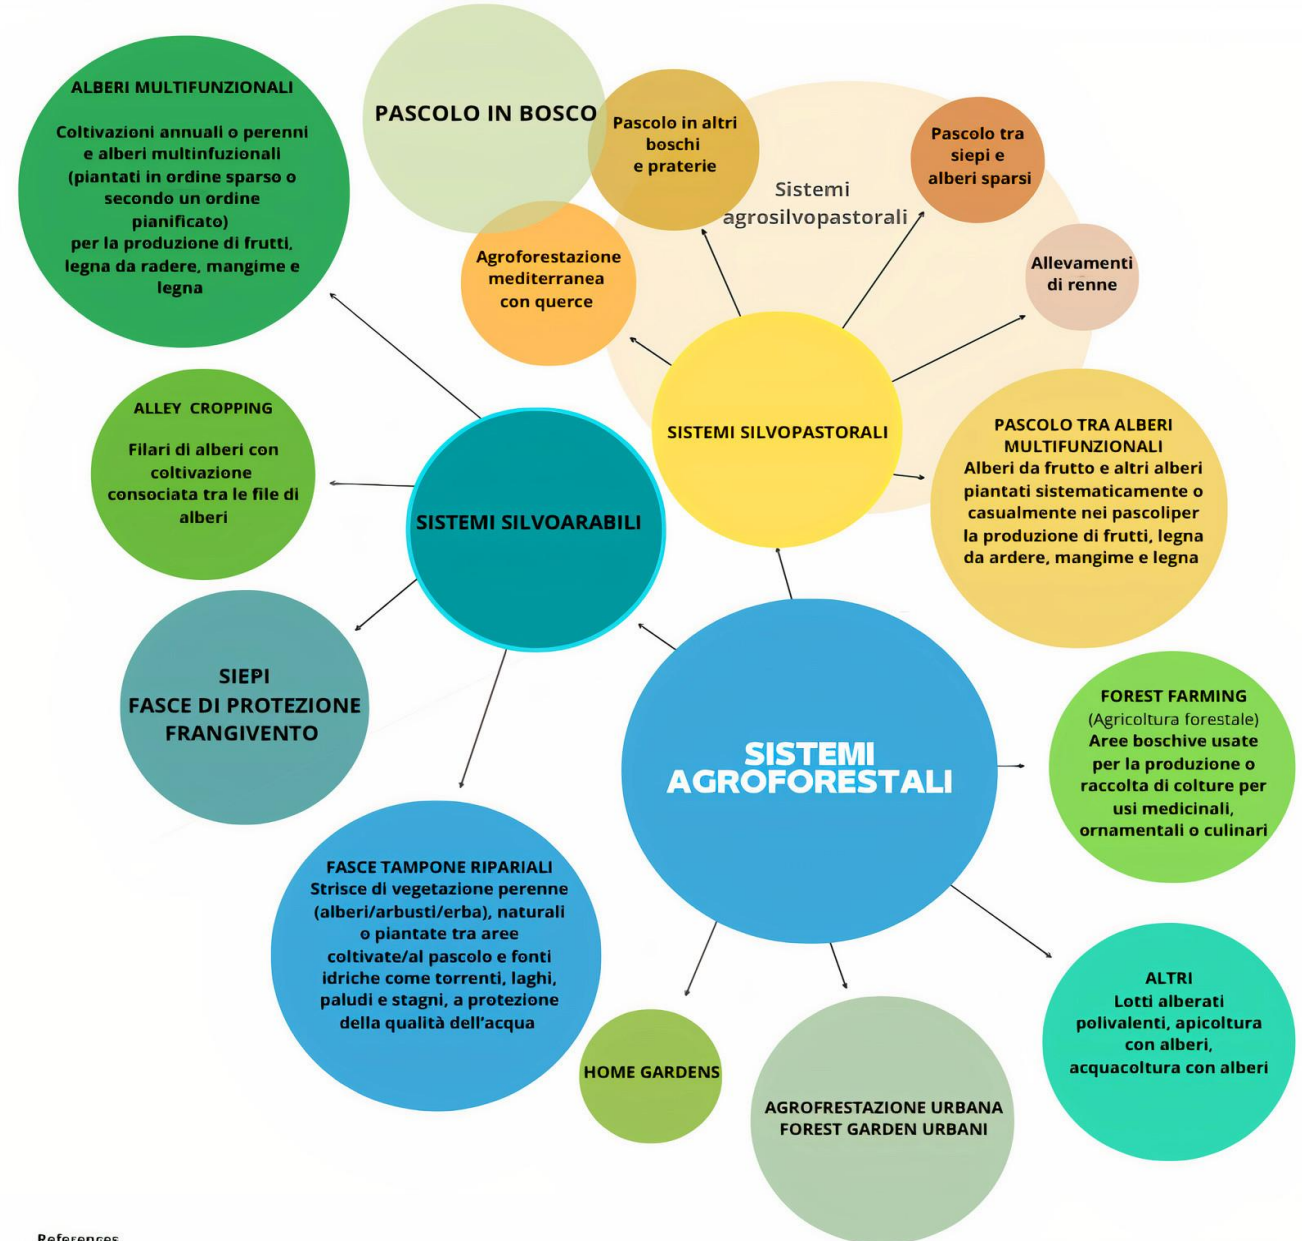 ALBERI MULTIFUNZIONALI
Coltivazioni annuali o perenni
e alberi multinfuzionali
(piantati in ordine sparso o
secondo un ordine
pianificato)
per la produzione di frutti,
legna da radere, mangime e
legna
PASCOLO IN BOSCO
Pascolo in altri
boschi
e praterie
Sistemi
agrosilvopastorali
Pascolo tra
siepi e
alberi sparsi
Agroforestazione
mediterranea
con querce
Allevamenti
di renne
ALLEY CROPPING
Filari di alberi con
coltivazione
consociata tra le file di
alberi
SISTEMI SILVOARABILI
SISTEMI SILVOPASTORALI
PASCOLO TRA ALBERI
MULTIFUNZIONALI
Alberi da frutto e altri alberi
piantati sistematicamente o
casualmente nei pascoliper
la produzione di frutti, legna
da ardere, mangime e legna
SIEPI
FASCE DI PROTEZIONE
FRANGIVENTO
SISTEMI
AGROFORESTALI
FOREST FARMING
(Agricoltura forestale)
Aree boschive usate
per la produzione o
raccolta di colture per
usi medicinali,
ornamentali o culinari
FASCE TAMPONE RIPARIALI
Strisce di vegetazione perenne
(alberi/arbusti/erba), naturali
o piantate tra aree
coltivate/al pascolo e fonti
idriche come torrenti, laghi,
paludi e stagni, a protezione
della qualità dell'acqua
HOME GARDENS
AGROFRESTAZIONE URBANA
FOREST GARDEN URBANI
ALTRI
Lotti alberati
polivalenti, apicoltura
con alberi,
acquacoltura con alberi
References